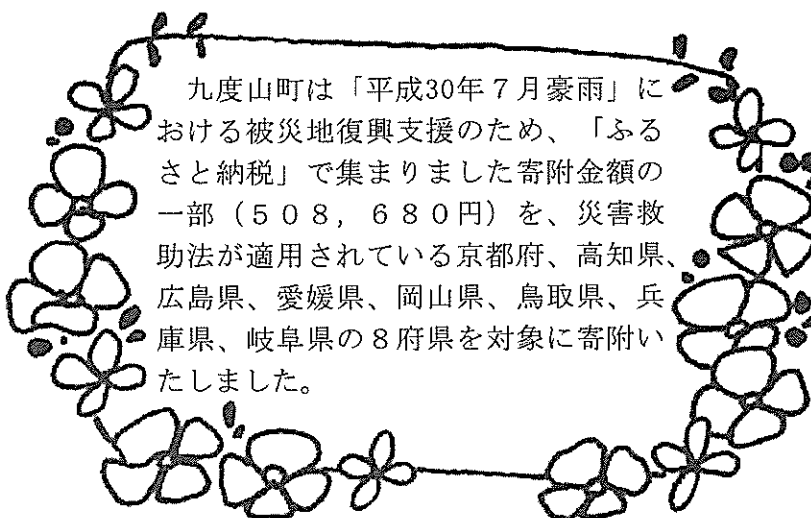 九度山町は「平成30年７月豪雨」に
おける被災地復興支援のため、「ふる
さと納税」で集まりました寄附金額の
一部（５０８，６８０円）を、災害救
助法が適用されている京都府、高知県、
広島県、愛媛県、岡山県、鳥取県、兵
庫県、岐阜県の８府県を対象に寄附い
たしました。